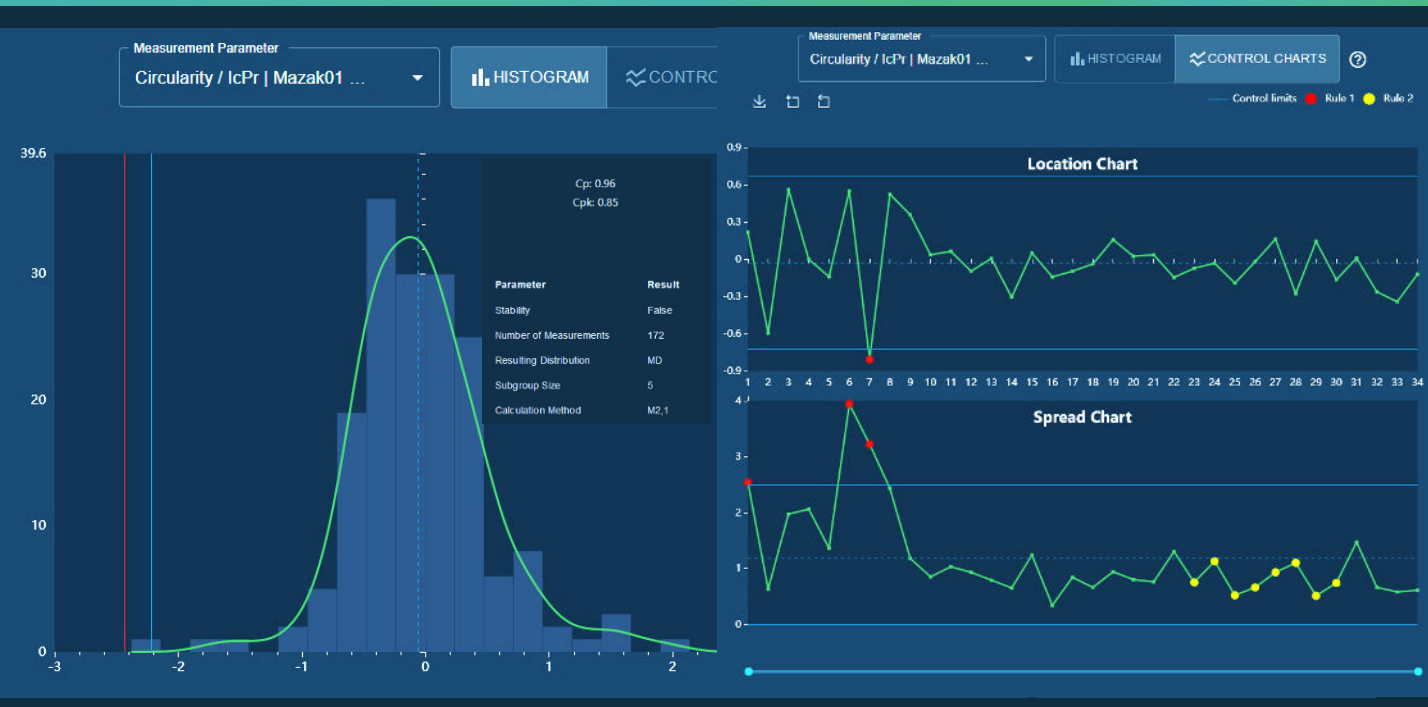 Measurement Parameter
Circularity / IcPr | Mazak01 ...
HISTOGRAM
CONTRO
39.6
30
20
10
0
-3 -2 -1 0 1 2
Cp: 0.96
Cpk: 0.85
Parameter Result
Stability False
Number of Measurements 172
Resulting Distribution MD
Subgroup Size 5
Calculation Method M2,1
Measurement Parameter
Circularity / IcPr | Mazak01 ...
HISTOGRAM
CONTROL CHARTS
Control limits Rule 1 Rule 2
Location Chart
0.9
0.6
0.3
0
-0.3
-0.6
-0.9
1 2 3 4 5 6 7 8 9 10 11 12 13 14 15 16 17 18 19 20 21 22 23 24 25 26 27 28 29 30 31 32 33 34
Spread Chart
4
3
2
1
0